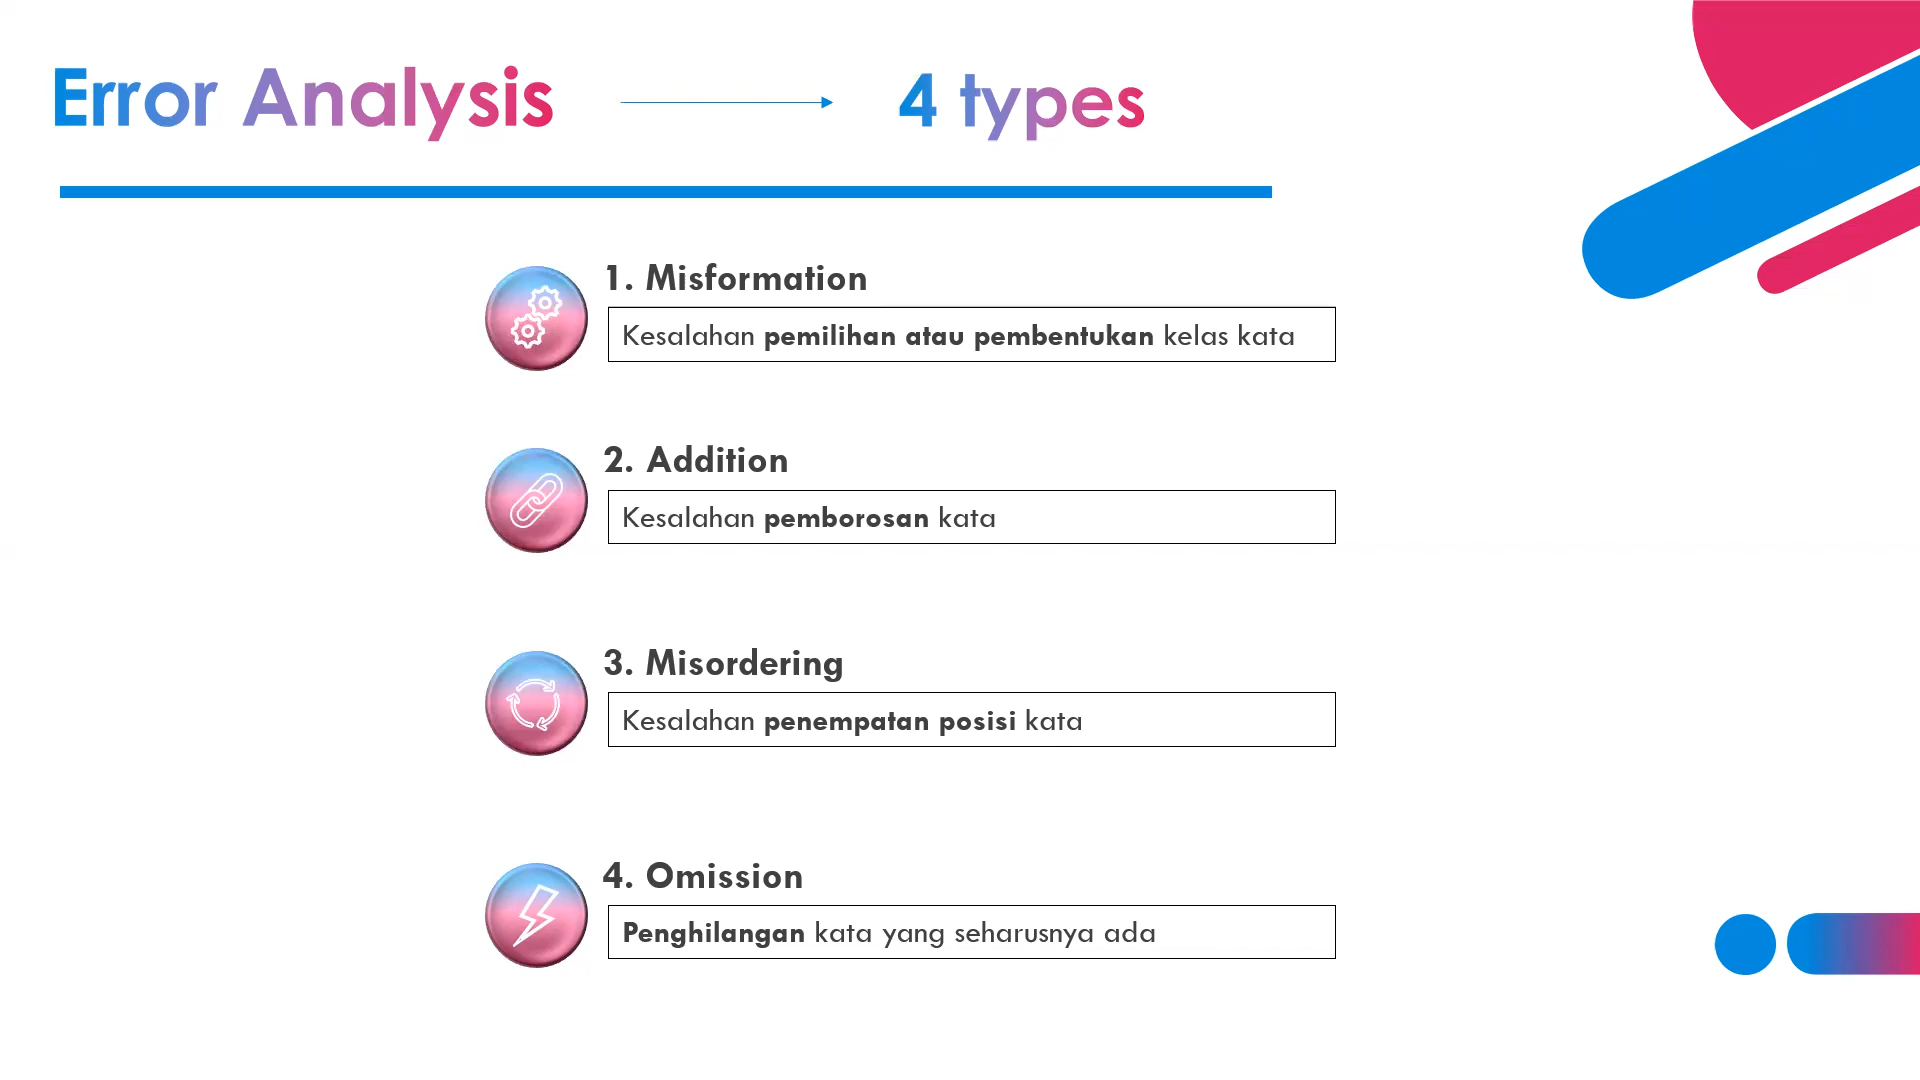 Error Analysis
4 types
1. Misformation
Kesalahan pemilihan atau pembentukan kelas kata
2. Addition
Kesalahan pemborosan kata
3. Misordering
Kesalahan penempatan posisi kata
4. Omission
Penghilangan kata yang seharusnya ada